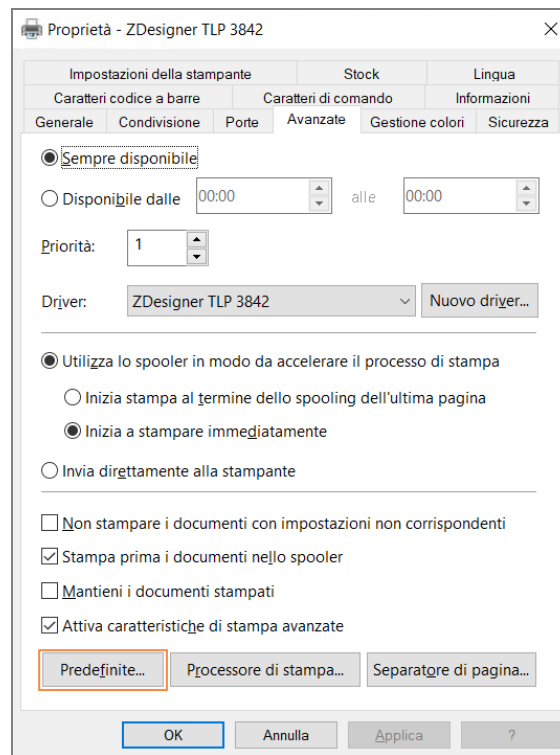 Proprietà - ZDesigner TLP 3842
Impostazioni della stampante Stock Lingua
Caratteri codice a barre Caratteri di comando Informazioni
Generale Condivisione Porte Avanzate Gestione colori Sicurezza
Sempre disponibile
Disponibile dalle 00:00 alle 00:00
Priorità: 1
Driver: ZDesigner TLP 3842 Nuovo driver...
Utilizza lo spooler in modo da accelerare il processo di stampa
Inizia stampa al termine dello spooling dell'ultima pagina
Inizia a stampare immediatamente
Invia direttamente alla stampante
Non stampare i documenti con impostazioni non corrispondenti
Stampa prima i documenti nello spooler
Mantieni i documenti stampati
Attiva caratteristiche di stampa avanzate
Predefinite... Processore di stampa... Separatore di pagina...
OK Annulla Applica ?